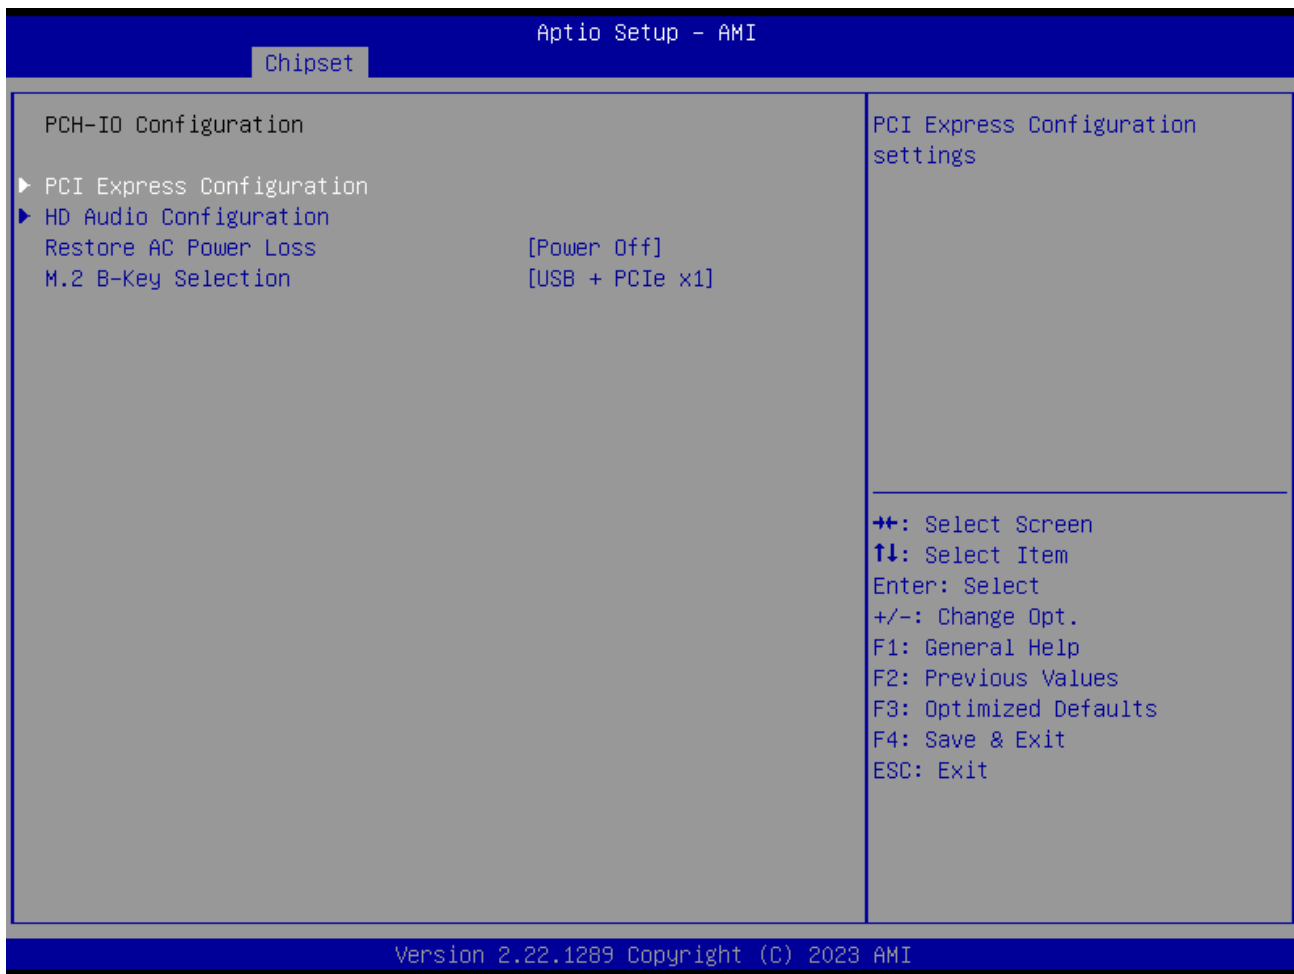 Aptio Setup – AMI
Chipset
PCH-IO Configuration
▶ PCI Express Configuration
▶ HD Audio Configuration
Restore AC Power Loss [Power Off]
M.2 B-Key Selection [USB + PCIe x1]
PCI Express Configuration
settings
→←: Select Screen
↑↓: Select Item
Enter: Select
+/-: Change Opt.
F1: General Help
F2: Previous Values
F3: Optimized Defaults
F4: Save & Exit
ESC: Exit
Version 2.22.1289 Copyright (C) 2023 AMI